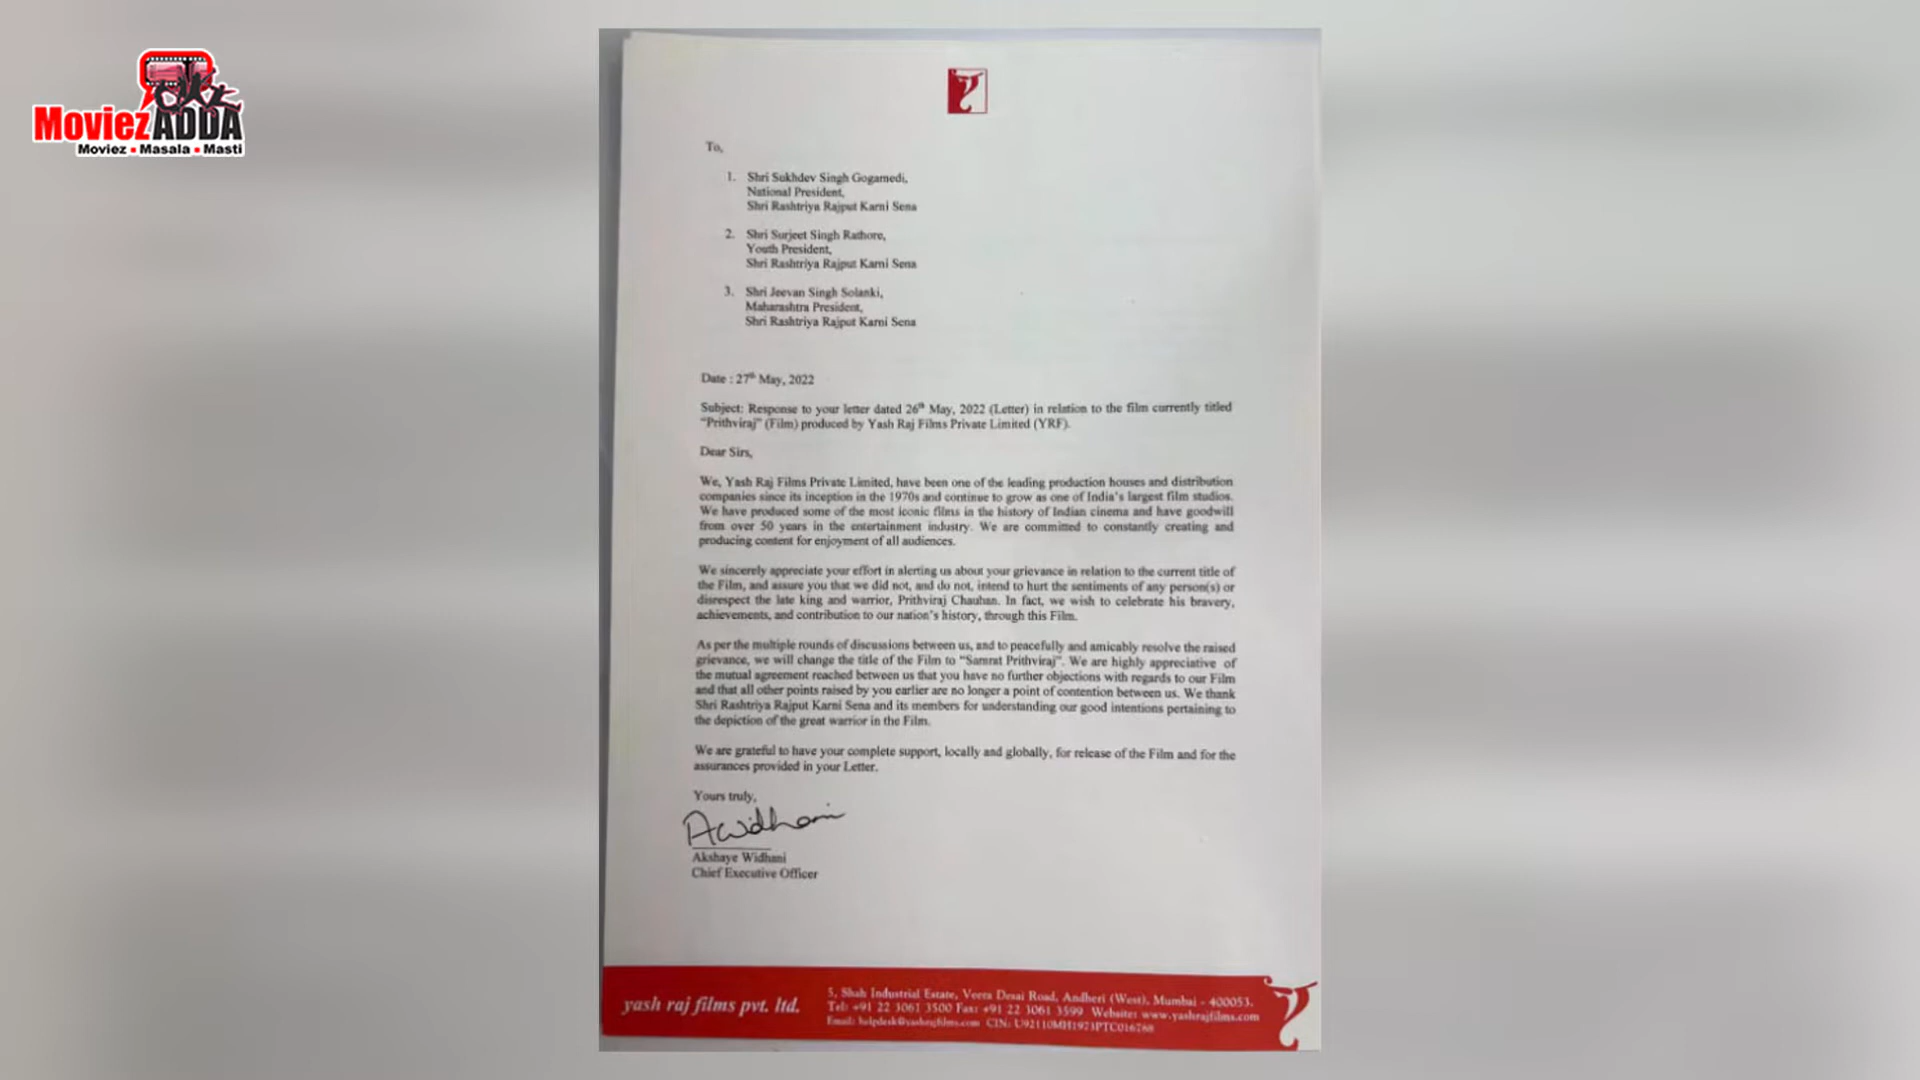 MoviezADDA
Moviez • Masala • Masti
To,
1. Shri Sukhdev Singh Gogamedi,
National President,
Shri Rashtriya Rajput Karni Sena
2. Shri Surjeet Singh Rathore,
Youth President,
Shri Rashtriya Rajput Karni Sena
3. Shri Jeevan Singh Solanki,
Maharashtra President,
Shri Rashtriya Rajput Karni Sena
Date : 27th May, 2022
Subject: Response to your letter dated 26th May, 2022 (Letter) in relation to the film currently titled
“Prithviraj” (Film) produced by Yash Raj Films Private Limited (YRF).
Dear Sirs,
We, Yash Raj Films Private Limited, have been one of the leading production houses and distribution
companies since its inception in the 1970s and continue to grow as one of India's largest film studios.
We have produced some of the most iconic films in the history of Indian cinema and have goodwill
from over 50 years in the entertainment industry. We are committed to constantly creating and
producing content for enjoyment of all audiences.
We sincerely appreciate your effort in alerting us about your grievance in relation to the current title of
the Film, and assure you that we did not, and do not, intend to hurt the sentiments of any person(s) or
disrespect the late king and warrior, Prithviraj Chauhan. In fact, we wish to celebrate his bravery,
achievements, and contribution to our nation's history, through this Film.
As per the multiple rounds of discussions between us, and to peacefully and amicably resolve the raised
grievance, we will change the title of the Film to “Samrat Prithviraj”. We are highly appreciative of
the mutual agreement reached between us that you have no further objections with regards to our Film
and that all other points raised by you earlier are no longer a point of contention between us. We thank
Shri Rashtriya Rajput Karni Sena and its members for understanding our good intentions pertaining to
the depiction of the great warrior in the Film.
We are grateful to have your complete support, locally and globally, for release of the Film and for the
assurances provided in your Letter.
Yours truly,
AWidhani
Akshaye Widhani
Chief Executive Officer
yash raj films pvt. ltd.
5, Shah Industrial Estate, Veera Desai Road, Andheri (West), Mumbai - 400053.
Tel: +91 22 3061 3500 Fax: +91 22 3061 3599 Website: www.yashrajfilms.com
Email: helpdesk@yashrajfilms.com CIN: